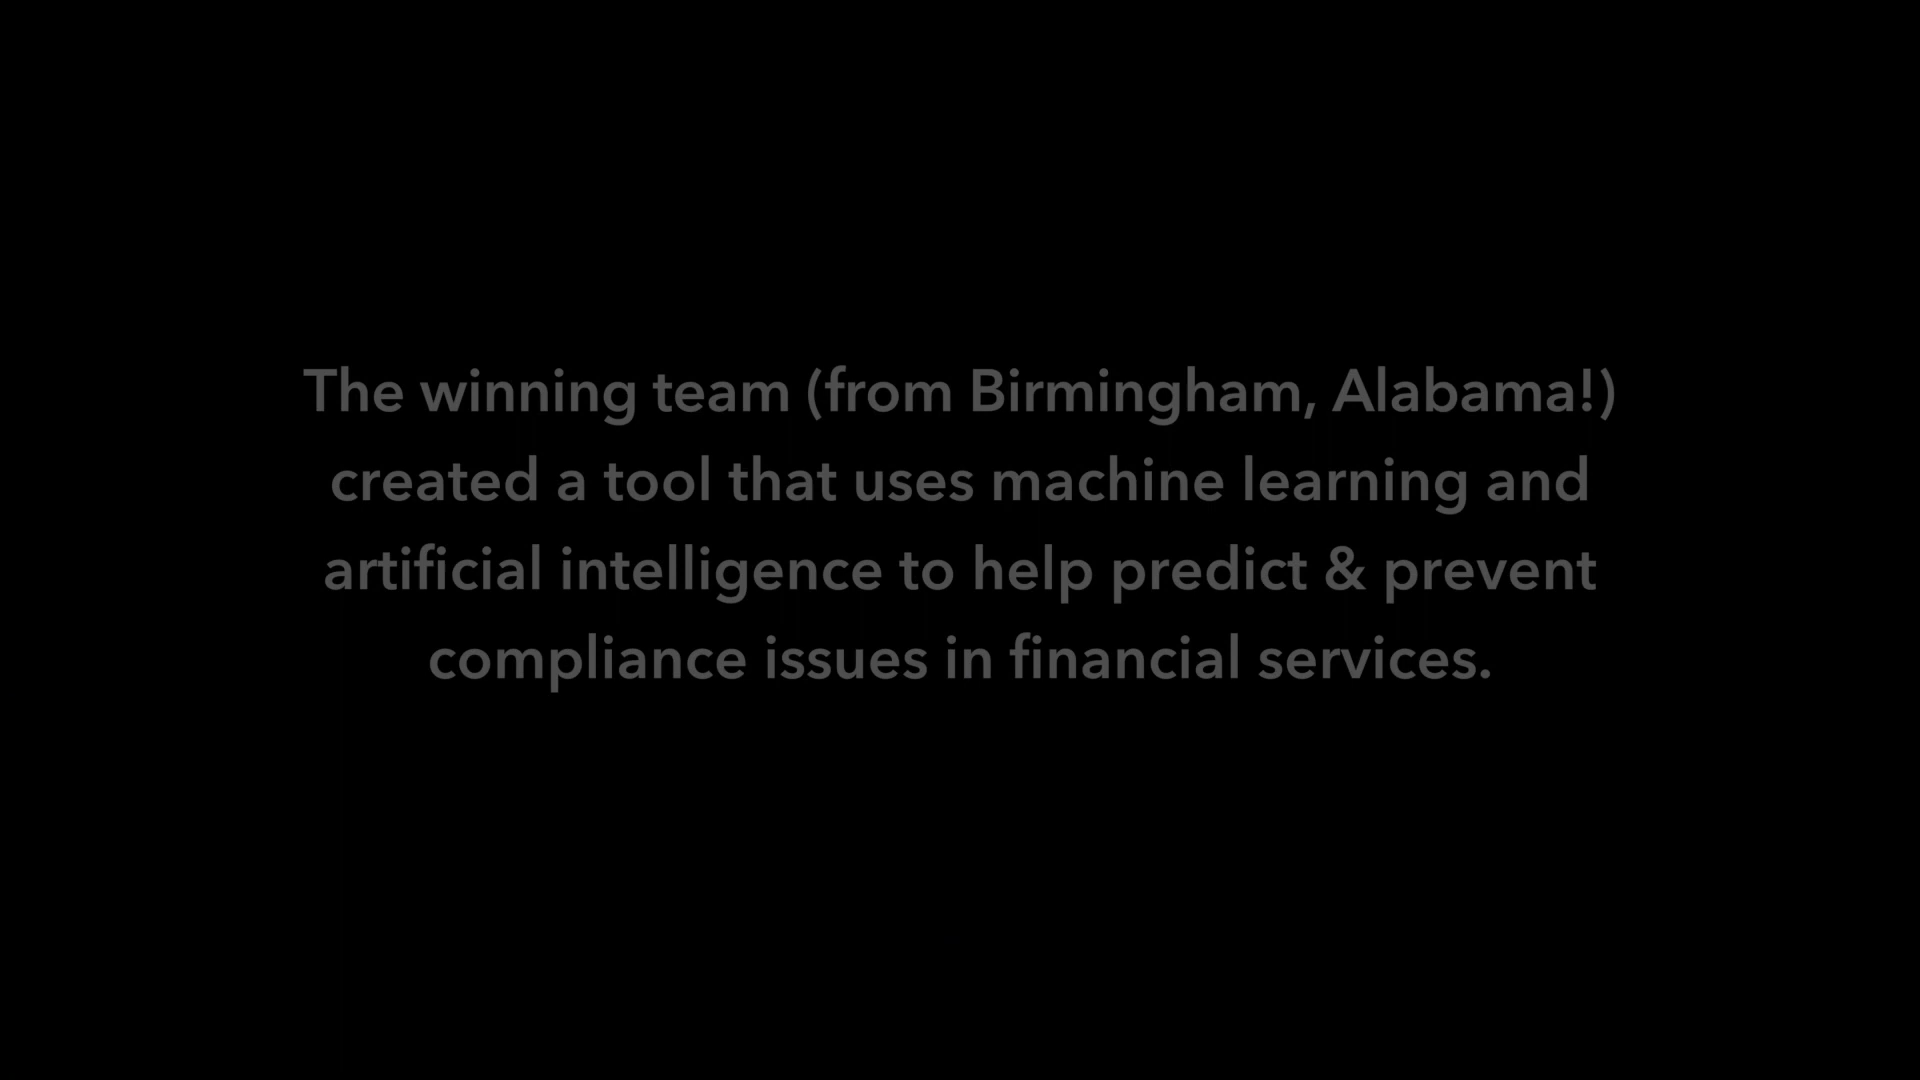 The winning team (from Birmingham, Alabama!)
created a tool that uses machine learning and
artificial intelligence to help predict & prevent
compliance issues in financial services.